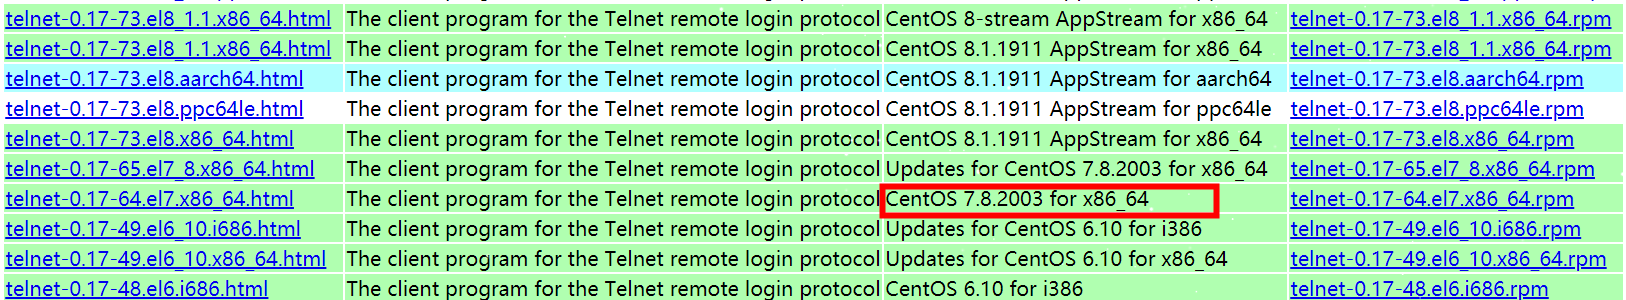 telnet-0.17-73.el8_1.1.x86_64.html The client program for the Telnet remote login protocol CentOS 8-stream AppStream for x86_64 telnet-0.17-73.el8_1.1.x86_64.rpm
telnet-0.17-73.el8_1.1.x86_64.html The client program for the Telnet remote login protocol CentOS 8.1.1911 AppStream for x86_64 telnet-0.17-73.el8_1.1.x86_64.rpm
telnet-0.17-73.el8.aarch64.html The client program for the Telnet remote login protocol CentOS 8.1.1911 AppStream for aarch64 telnet-0.17-73.el8.aarch64.rpm
telnet-0.17-73.el8.ppc64le.html The client program for the Telnet remote login protocol CentOS 8.1.1911 AppStream for ppc64le telnet-0.17-73.el8.ppc64le.rpm
telnet-0.17-73.el8.x86_64.html The client program for the Telnet remote login protocol CentOS 8.1.1911 AppStream for x86_64 telnet-0.17-73.el8.x86_64.rpm
telnet-0.17-65.el7_8.x86_64.html The client program for the Telnet remote login protocol Updates for CentOS 7.8.2003 for x86_64 telnet-0.17-65.el7_8.x86_64.rpm
telnet-0.17-64.el7.x86_64.html The client program for the Telnet remote login protocol CentOS 7.8.2003 for x86_64 telnet-0.17-64.el7.x86_64.rpm
telnet-0.17-49.el6_10.i686.html The client program for the Telnet remote login protocol Updates for CentOS 6.10 for i386 telnet-0.17-49.el6_10.i686.rpm
telnet-0.17-49.el6_10.x86_64.html The client program for the Telnet remote login protocol Updates for CentOS 6.10 for x86_64 telnet-0.17-49.el6_10.x86_64.rpm
telnet-0.17-48.el6.i686.html The client program for the Telnet remote login protocol CentOS 6.10 for i386 telnet-0.17-48.el6.i686.rpm